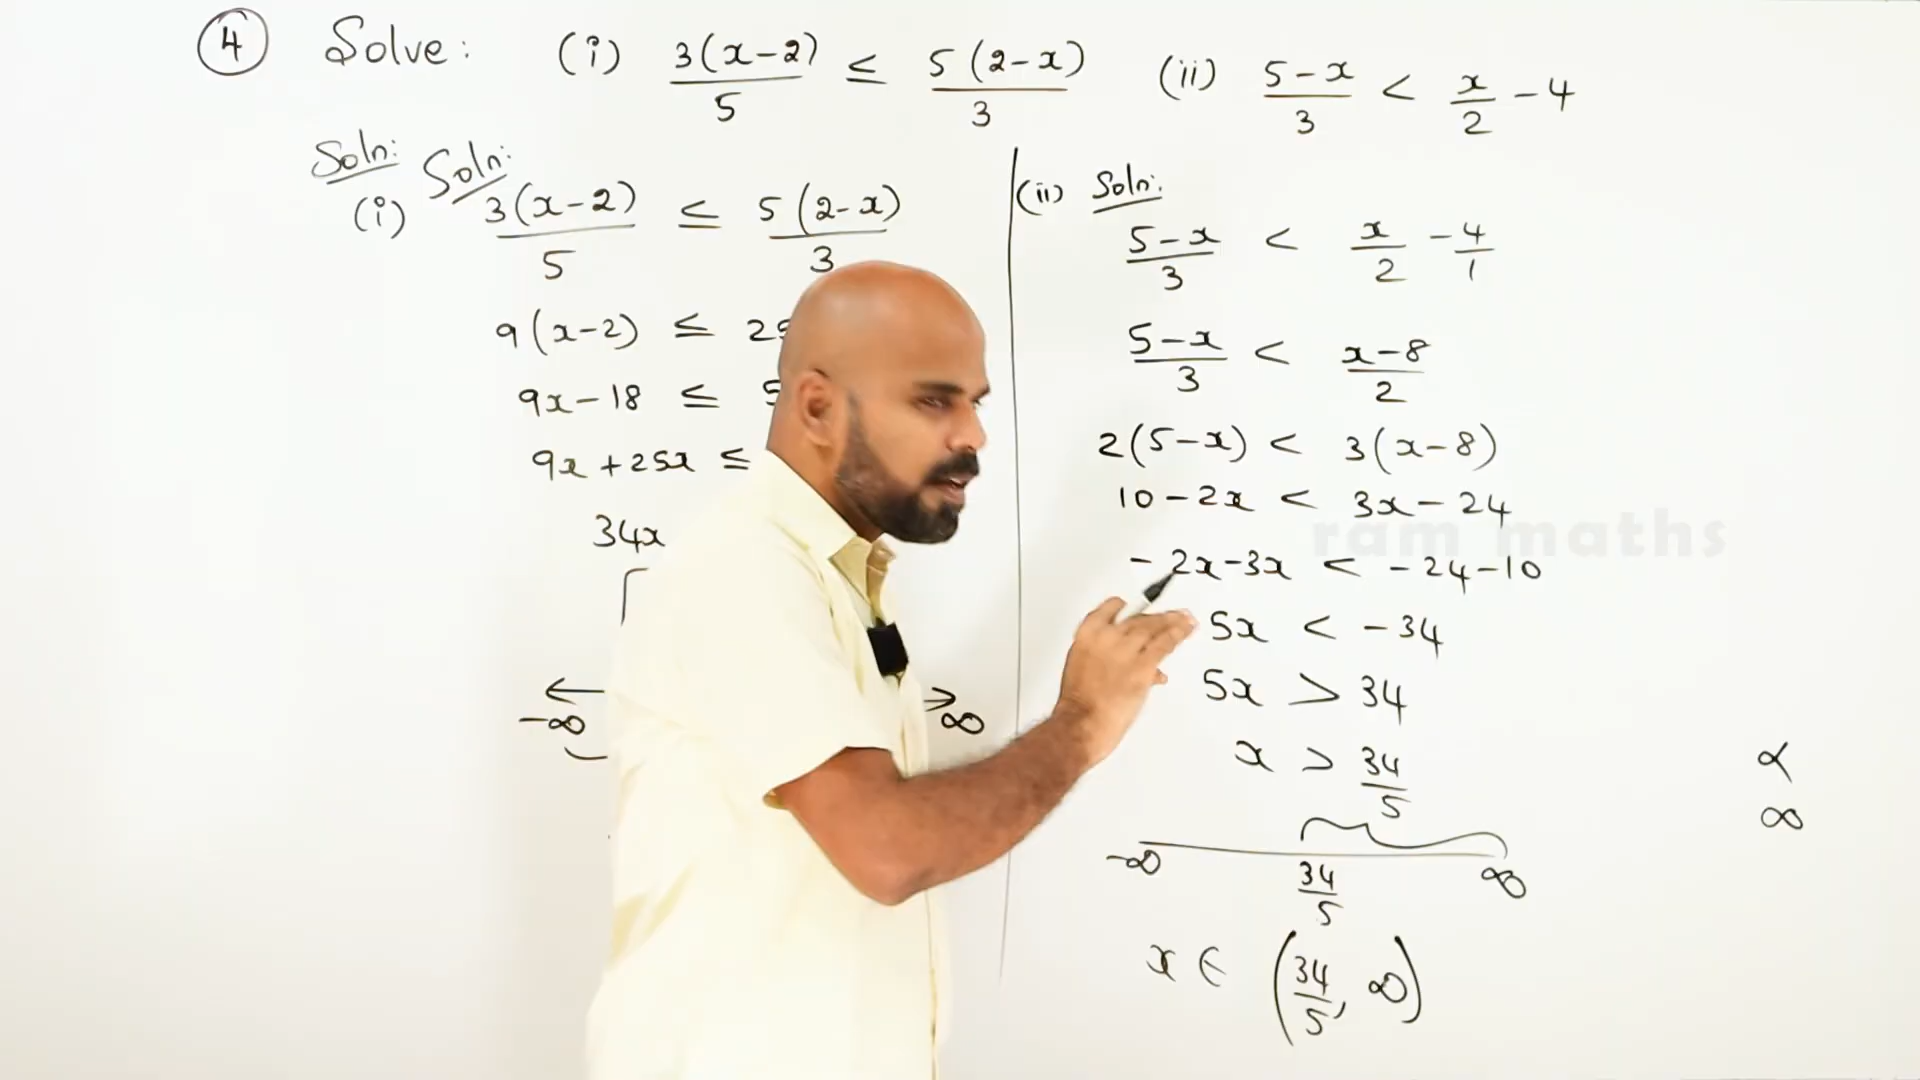 4 Solve: (i) 3(x-2)/5 ≤ 5(2-x)/3 (ii) (5-x)/3 < x/2 - 4
Soln: Soln:
(i) 3(x-2)/5 ≤ 5(2-x)/3
9(x-2) ≤
9x-18 ≤
9x+25x ≤
34x
-∞ ∞
(ii) Soln:
(5-x)/3 < x/2 - 4/1
(5-x)/3 < (x-8)/2
2(5-x) < 3(x-8)
10-2x < 3x-24
-2x-3x < -24-10
5x < -34
5x > 34
x > 34/5
-∞ 34/5 ∞
x ∈ (34/5, ∞)
∝
∞
ram maths